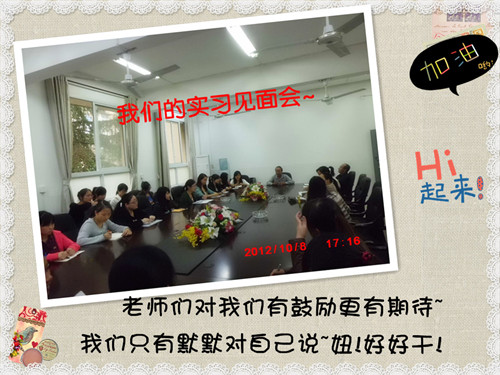 加油
哟!
我们的实习见面会~
Hi
起来!
2012/10/8 17:16
老师们对我们有鼓励更有期待~
我们只有默默对自己说~妞!好好干!